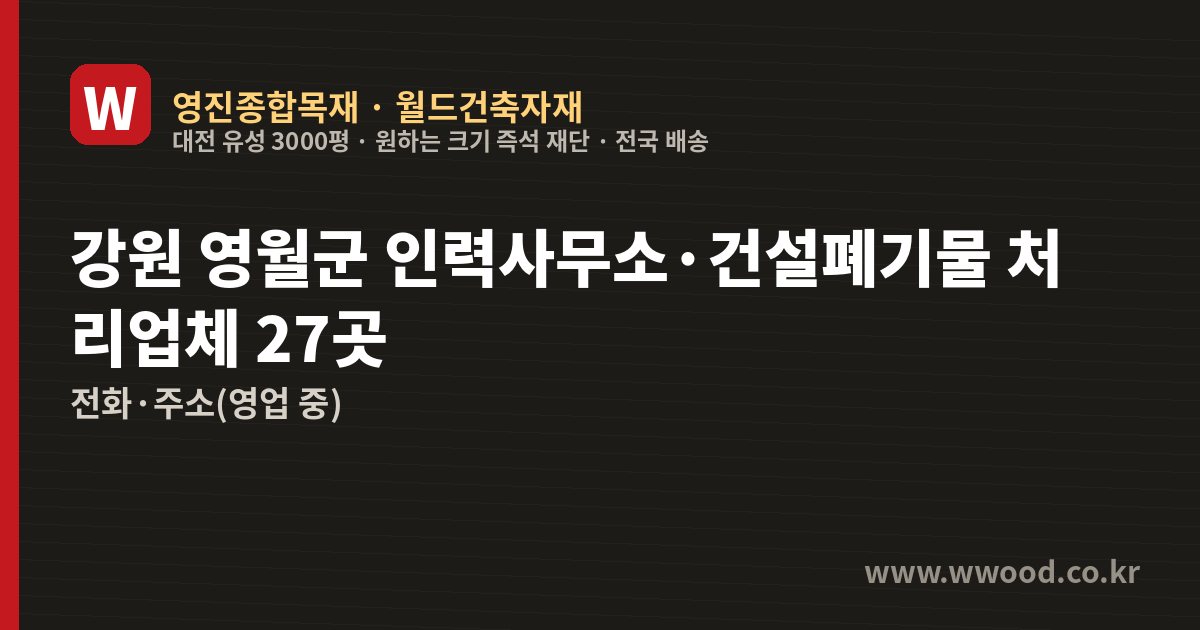 W
영진종합목재 · 월드건축자재
대전 유성 3000평 · 원하는 크기 즉석 재단 · 전국 배송
강원 영월군 인력사무소·건설폐기물 처
리업체 27곳
전화·주소(영업 중)
www.wwood.co.kr